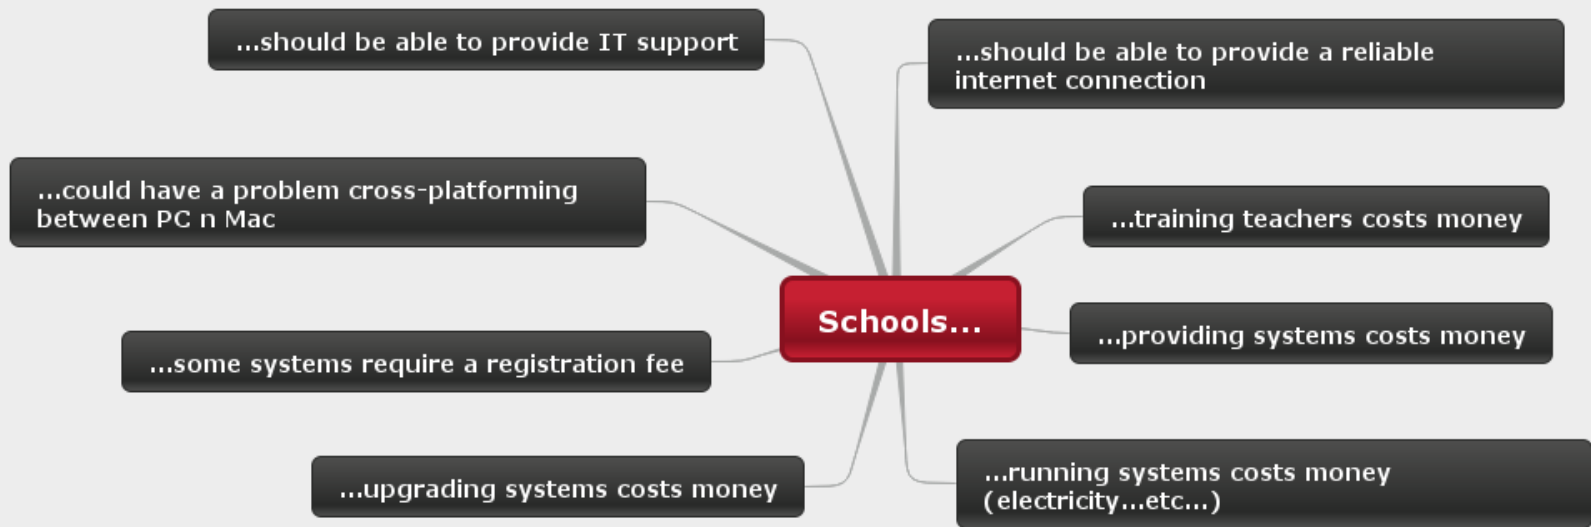 ...should be able to provide IT support
...should be able to provide a reliable
internet connection
...could have a problem cross-platforming
between PC n Mac
...training teachers costs money
Schools...
...providing systems costs money
...some systems require a registration fee
...upgrading systems costs money
...running systems costs money
(electricity...etc...)